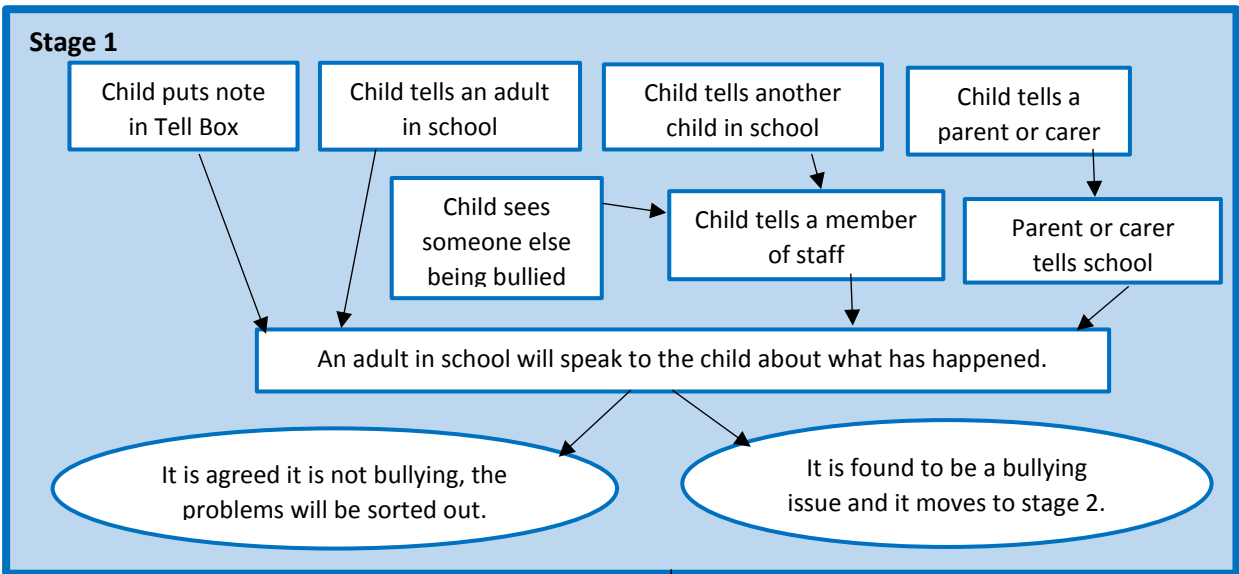 Stage 1
Child puts note
in Tell Box
Child tells an adult
in school
Child tells another
child in school
Child tells a
parent or carer
Child sees
someone else
being bullied
Child tells a member
of staff
Parent or carer
tells school
An adult in school will speak to the child about what has happened.
It is agreed it is not bullying, the
problems will be sorted out.
It is found to be a bullying
issue and it moves to stage 2.